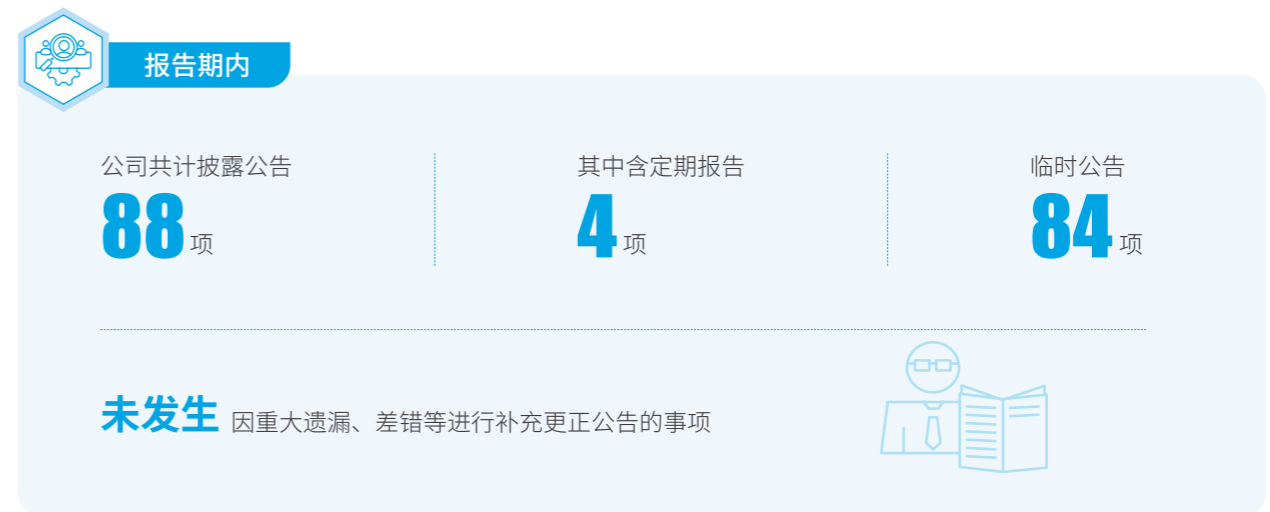 报告期内
公司共计披露公告
88 项
其中含定期报告
4 项
临时公告
84 项
未发生 因重大遗漏、差错等进行补充更正公告的事项